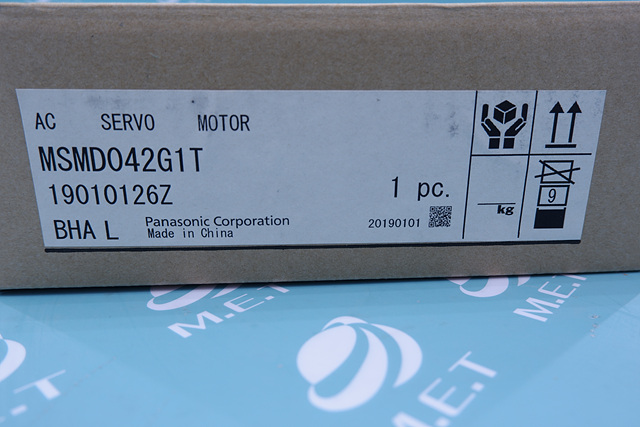 AC SERVO MOTOR
MSMD042G1T
19010126Z
1 pc.
BHA L
Panasonic Corporation
Made in China
20190101
kg
9
M.E.T
M.E.T
M.E.T